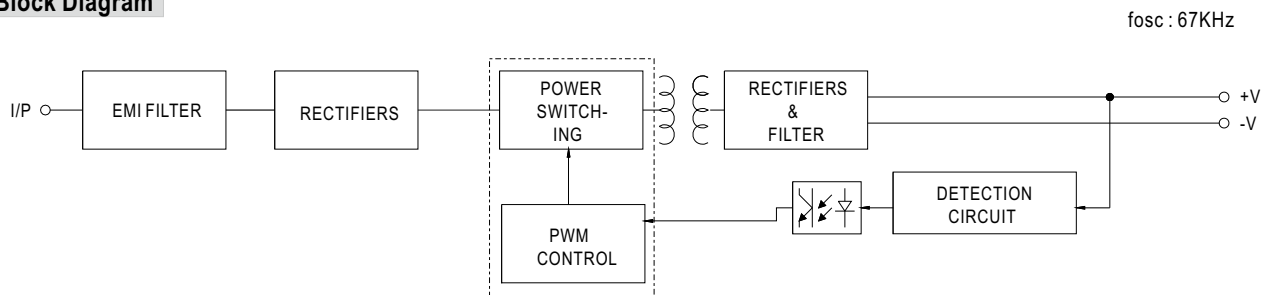 Block Diagram
fosc : 67KHz
I/P
EMI FILTER
RECTIFIERS
POWER
SWITCH-
ING
RECTIFIERS
&
FILTER
+V
-V
DETECTION
CIRCUIT
PWM
CONTROL